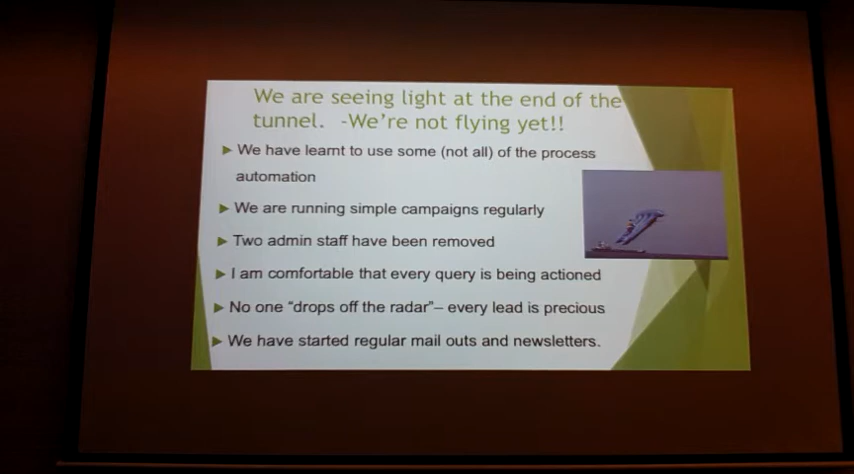 We are seeing light at the end of the
tunnel. -We're not flying yet!!
We have learnt to use some (not all) of the process
automation
We are running simple campaigns regularly
Two admin staff have been removed
I am comfortable that every query is being actioned
No one “drops off the radar”– every lead is precious
We have started regular mail outs and newsletters.